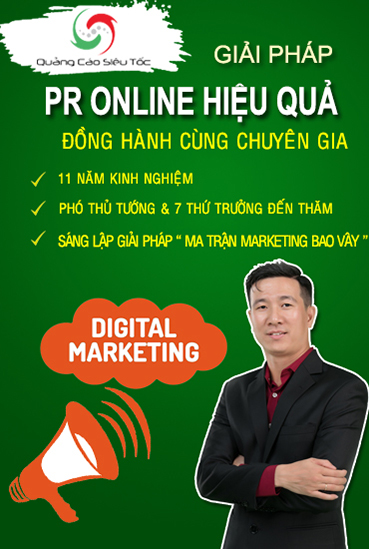 Quảng Cáo Siêu Tốc
GIẢI PHÁP
PR ONLINE HIỆU QUẢ
ĐỒNG HÀNH CÙNG CHUYÊN GIA
11 NĂM KINH NGHIỆM
PHÓ THỦ TƯỚNG & 7 THỨ TRƯỞNG ĐẾN THĂM
SÁNG LẬP GIẢI PHÁP “ MA TRẬN MARKETING BAO VÂY ”
DIGITAL
MARKETING